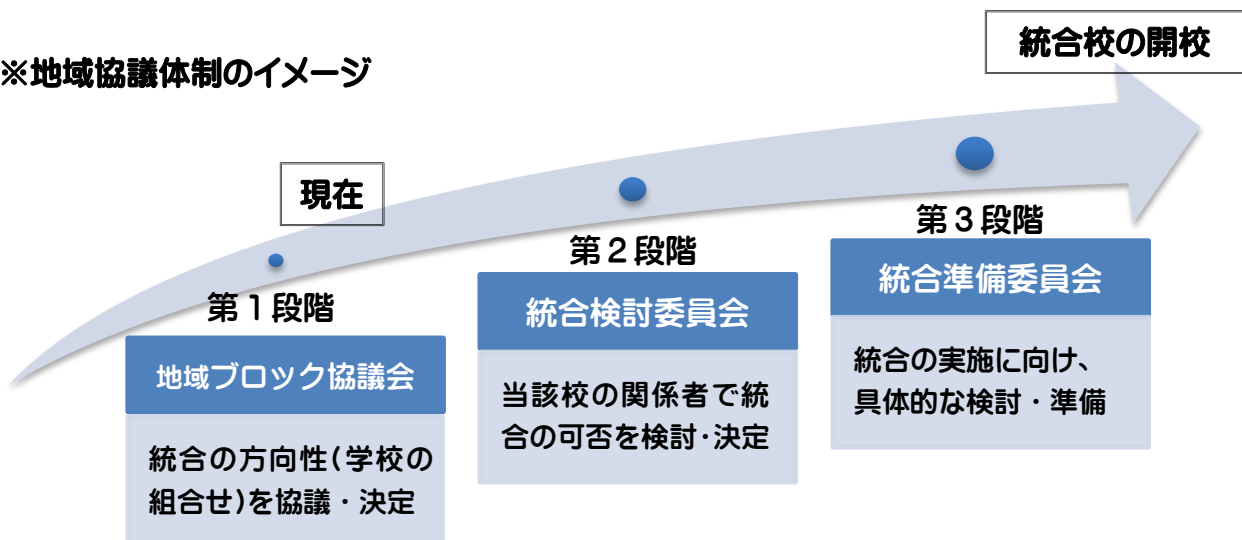 統合校の開校
※地域協議体制のイメージ
現在
第１段階
地域ブロック協議会
統合の方向性(学校の
組合せ)を協議・決定
第２段階
統合検討委員会
当該校の関係者で統
合の可否を検討･決定
第３段階
統合準備委員会
統合の実施に向け、
具体的な検討・準備